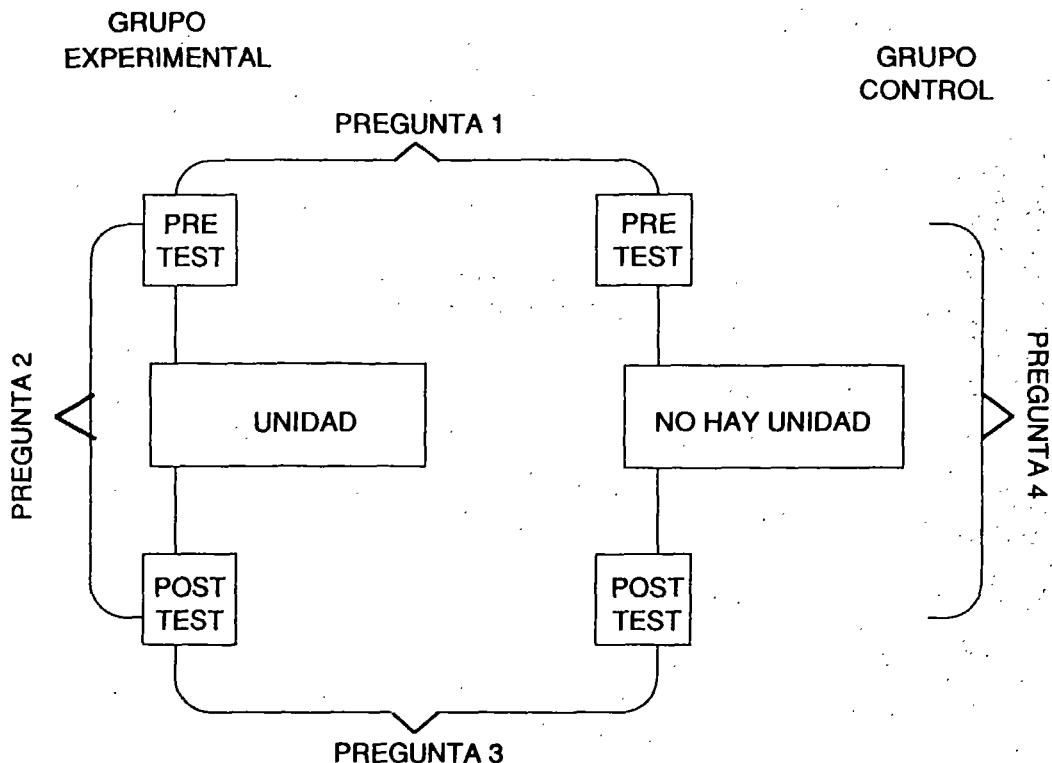 GRUPO
EXPERIMENTAL
GRUPO
CONTROL
PREGUNTA 1
PRE
TEST
PRE
TEST
PREGUNTA 2
UNIDAD
NO HAY UNIDAD
PREGUNTA 4
POST
TEST
POST
TEST
PREGUNTA 3